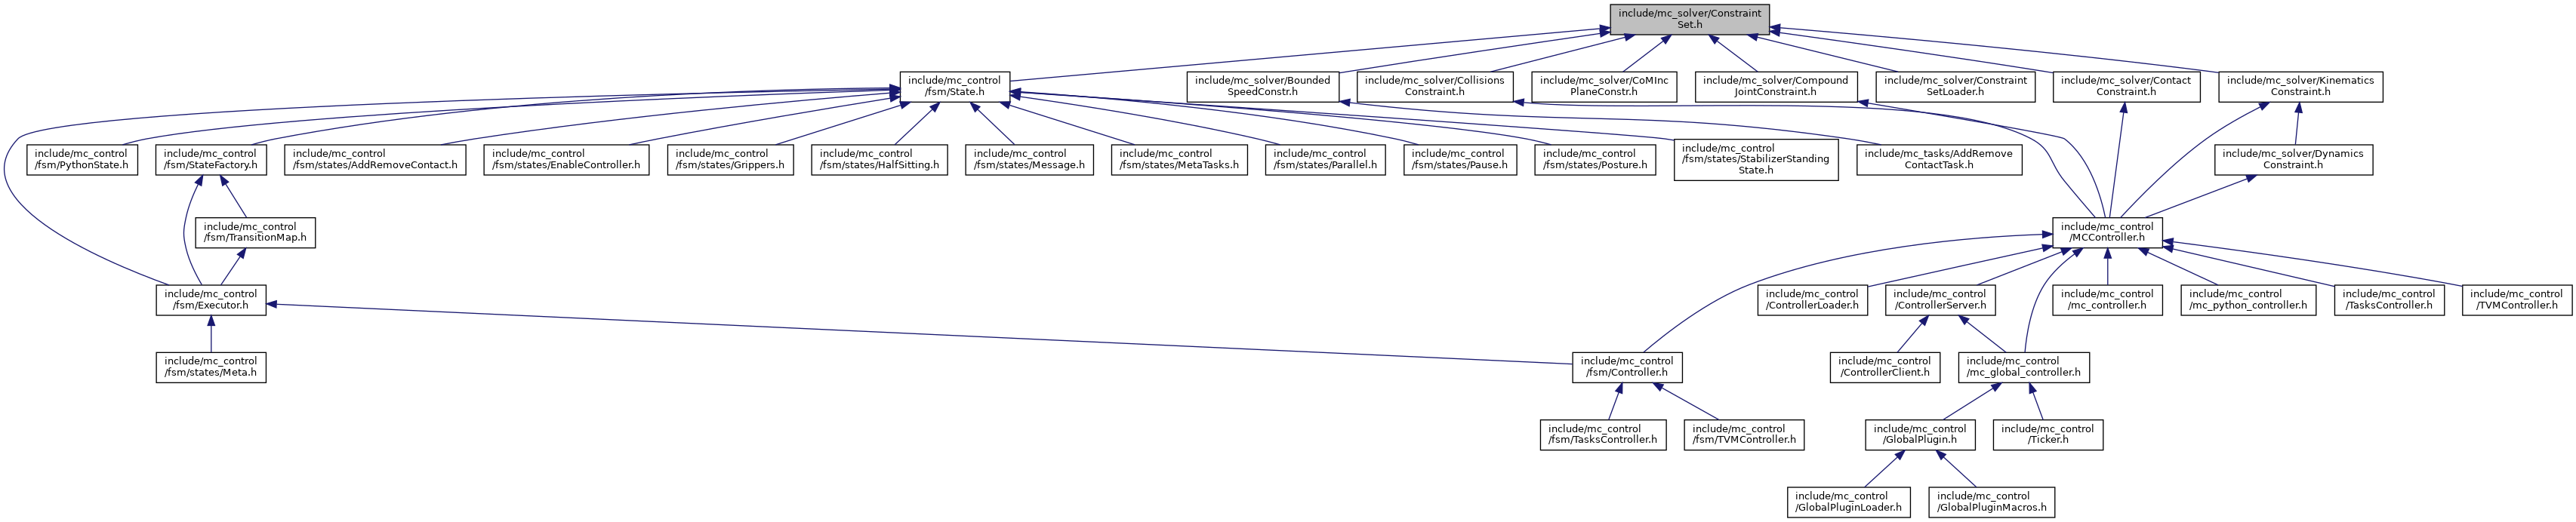 include/mc_solver/Constraint
Set.h
include/mc_control
/fsm/State.h
include/mc_solver/Bounded
SpeedConstr.h
include/mc_solver/Collisions
Constraint.h
include/mc_solver/CoMInc
PlaneConstr.h
include/mc_solver/Compound
JointConstraint.h
include/mc_solver/Constraint
SetLoader.h
include/mc_solver/Contact
Constraint.h
include/mc_solver/Kinematics
Constraint.h
include/mc_control
/fsm/PythonState.h
include/mc_control
/fsm/StateFactory.h
include/mc_control
/fsm/states/AddRemoveContact.h
include/mc_control
/fsm/states/EnableController.h
include/mc_control
/fsm/states/Grippers.h
include/mc_control
/fsm/states/HalfSitting.h
include/mc_control
/fsm/states/Message.h
include/mc_control
/fsm/states/MetaTasks.h
include/mc_control
/fsm/states/Parallel.h
include/mc_control
/fsm/states/Pause.h
include/mc_control
/fsm/states/Posture.h
include/mc_control
/fsm/states/StabilizerStanding
State.h
include/mc_tasks/AddRemove
ContactTask.h
include/mc_solver/Dynamics
Constraint.h
include/mc_control
/fsm/TransitionMap.h
include/mc_control
/MCController.h
include/mc_control
/fsm/Executor.h
include/mc_control
/ControllerLoader.h
include/mc_control
/ControllerServer.h
include/mc_control
/mc_controller.h
include/mc_control
/mc_python_controller.h
include/mc_control
/TasksController.h
include/mc_control
/TVMController.h
include/mc_control
/fsm/states/Meta.h
include/mc_control
/fsm/Controller.h
include/mc_control
/ControllerClient.h
include/mc_control
/mc_global_controller.h
include/mc_control
/fsm/TasksController.h
include/mc_control
/fsm/TVMController.h
include/mc_control
/GlobalPlugin.h
include/mc_control
/Ticker.h
include/mc_control
/GlobalPluginLoader.h
include/mc_control
/GlobalPluginMacros.h